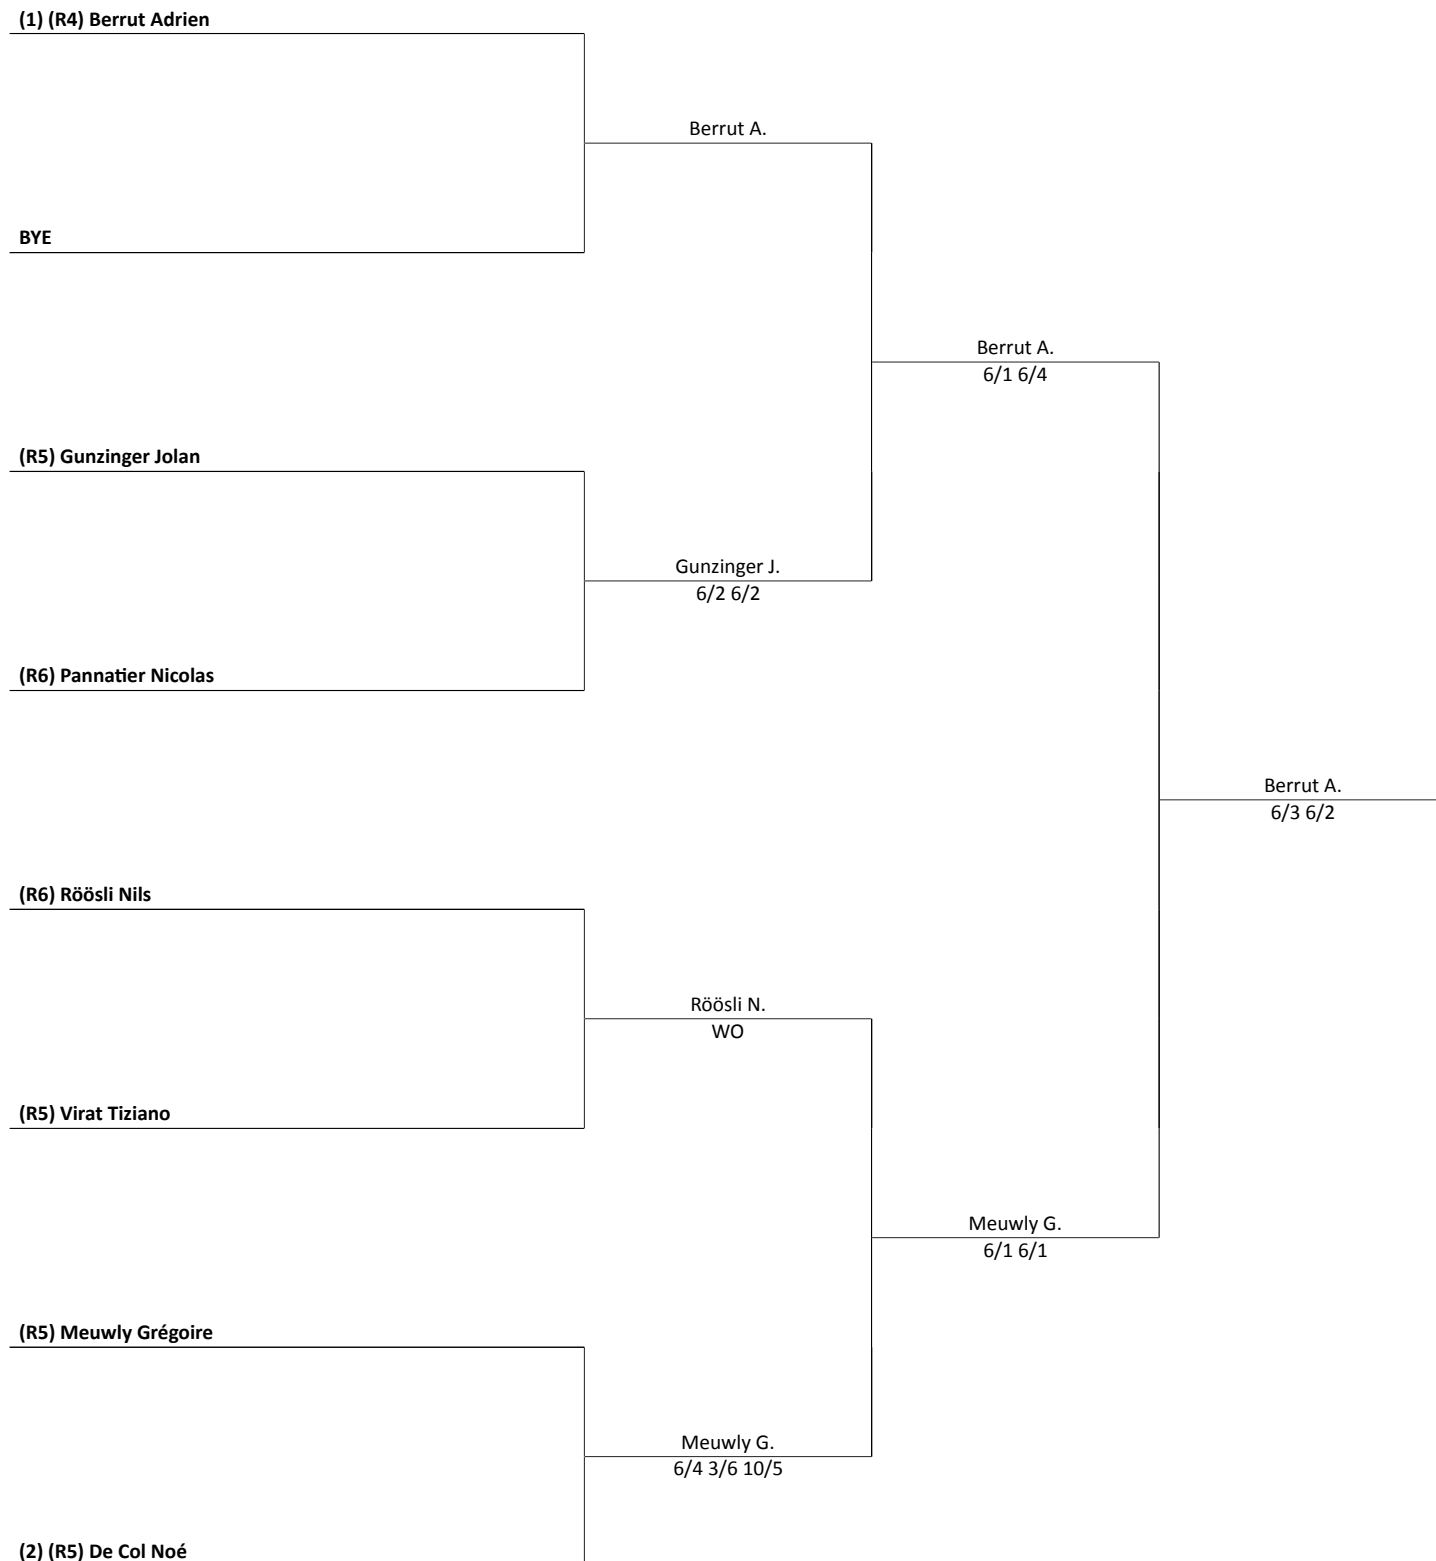 (1) (R4) Berrut Adrien
Berrut A.
BYE
Berrut A.
6/1 6/4
(R5) Gunzinger Jolan
Gunzinger J.
6/2 6/2
(R6) Pannatier Nicolas
Berrut A.
6/3 6/2
(R6) Röösli Nils
Röösli N.
WO
(R5) Virat Tiziano
Meuwly G.
6/1 6/1
(R5) Meuwly Grégoire
Meuwly G.
6/4 3/6 10/5
(2) (R5) De Col Noé